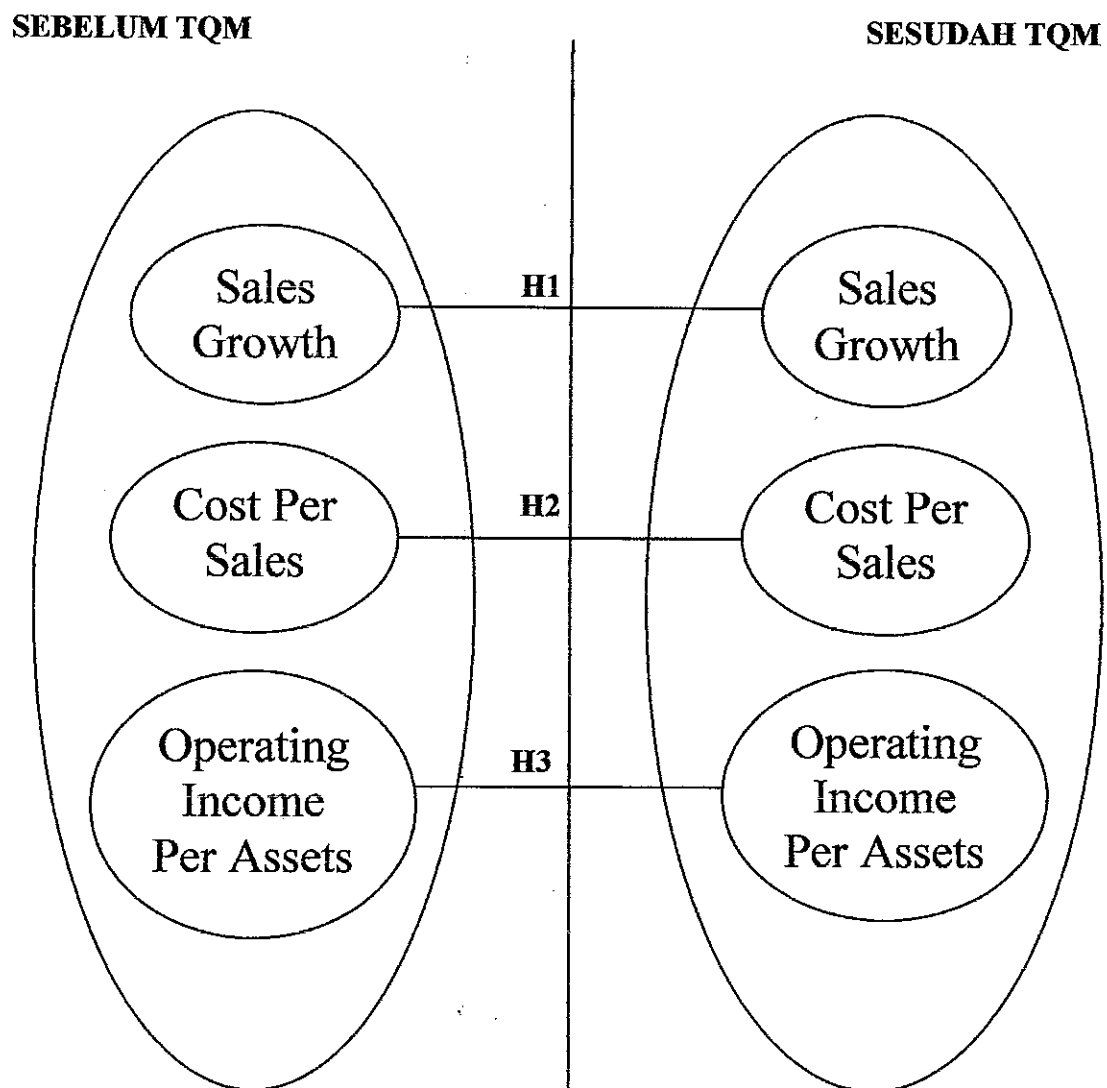 SEBELUM TQM
SESUDAH TQM
Sales
Growth
H1
Sales
Growth
Cost Per
Sales
H2
Cost Per
Sales
Operating
Income
Per Assets
H3
Operating
Income
Per Assets